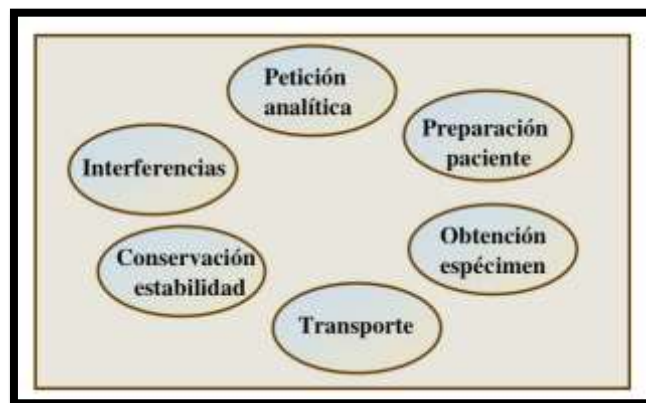 Petición
analítica
Preparación
paciente
Obtención
espécimen
Transporte
Conservación
estabilidad
Interferencias